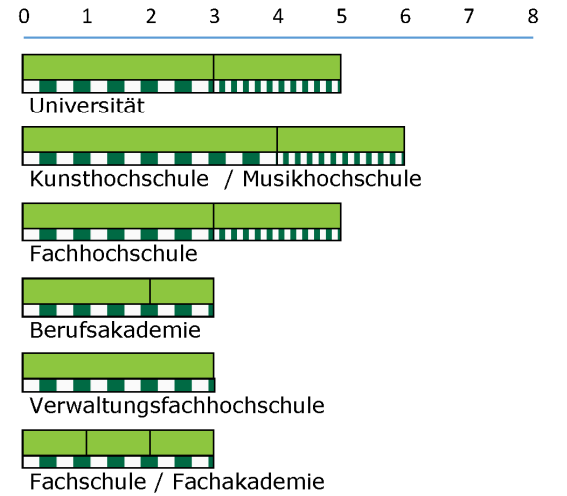 0 1 2 3 4 5 6 7 8
Universität
Kunsthochschule / Musikhochschule
Fachhochschule
Berufsakademie
Verwaltungsfachhochschule
Fachschule / Fachakademie